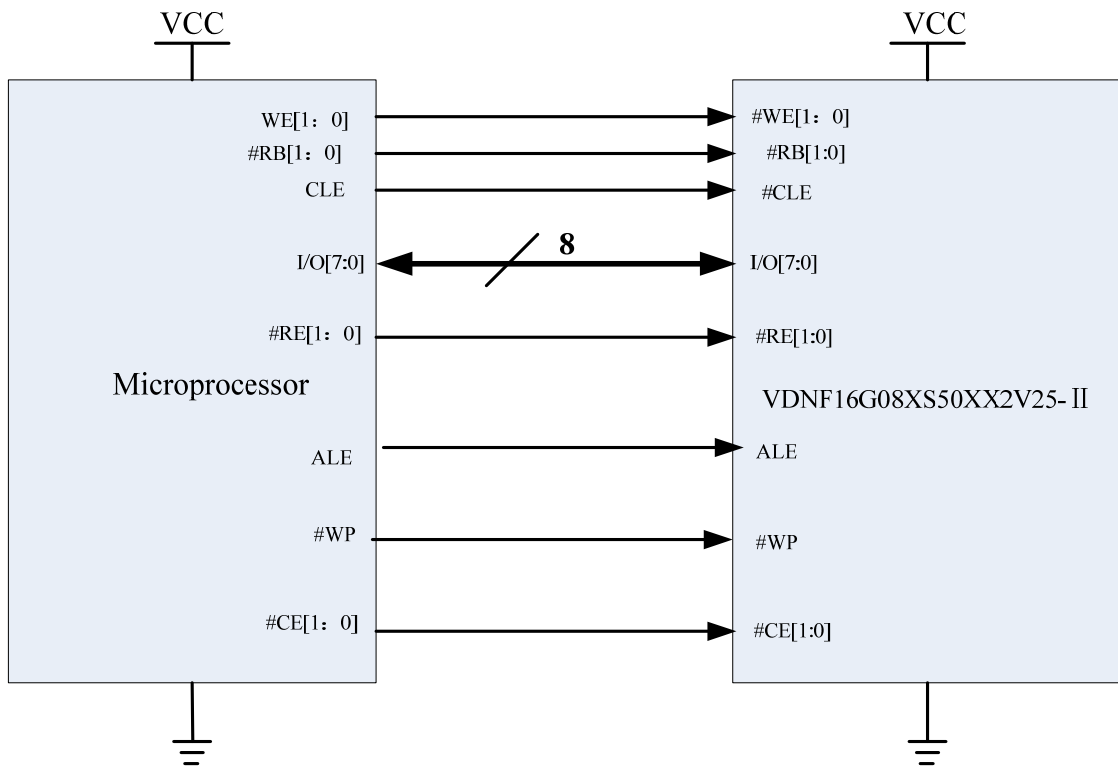 VCC
VCC
WE[1：0]
#WE[1：0]
#RB[1：0]
#RB[1:0]
CLE
#CLE
8
I/O[7:0]
I/O[7:0]
#RE[1：0]
#RE[1:0]
Microprocessor
VDNF16G08XS50XX2V25-Ⅱ
ALE
ALE
#WP
#WP
#CE[1：0]
#CE[1:0]